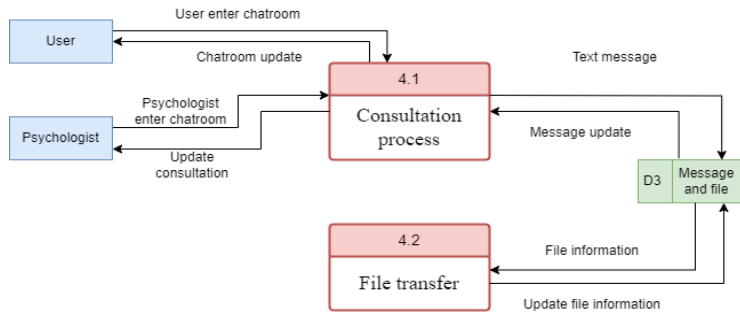 User enter chatroom
User
Chatroom update
4.1
Text message
Psychologist
enter chatroom
Consultation
process
Psychologist
Message update
Update
consultation
D3
Message
and file
4.2
File information
File transfer
Update file information